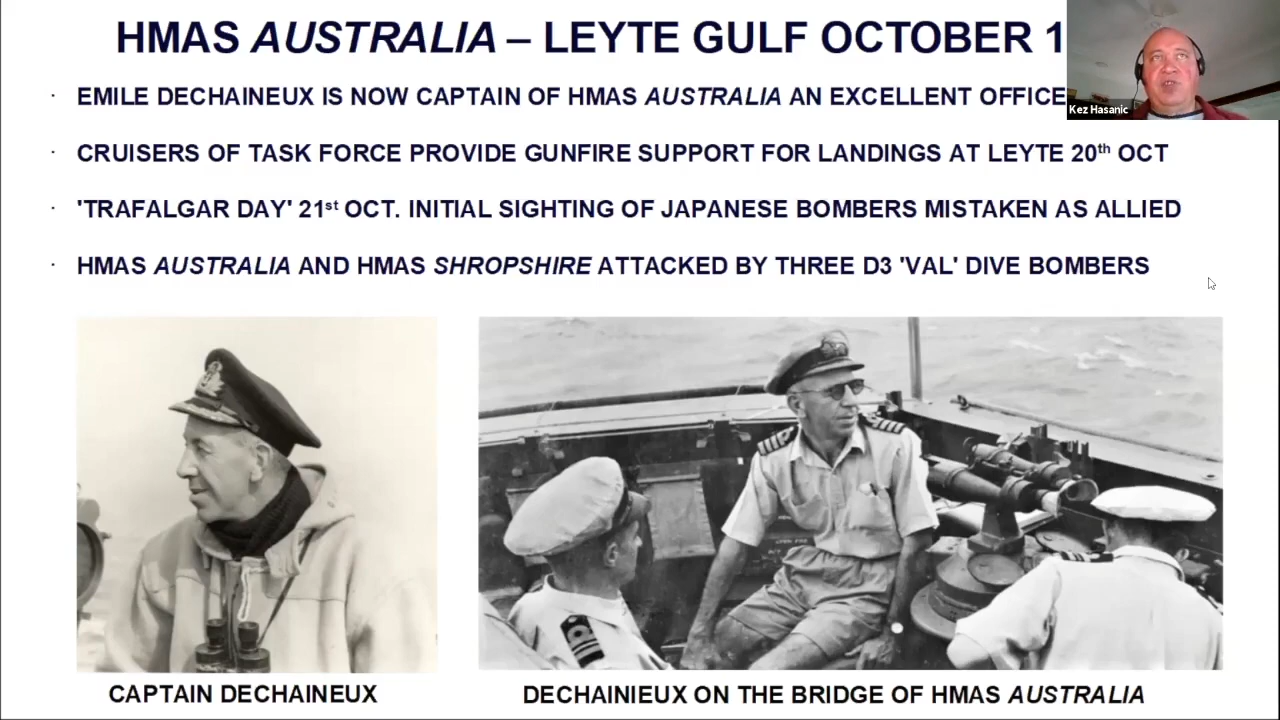 HMAS AUSTRALIA – LEYTE GULF OCTOBER 1
· EMILE DECHAINEUX IS NOW CAPTAIN OF HMAS AUSTRALIA AN EXCELLENT OFFICE
Kez Hasanic
· CRUISERS OF TASK FORCE PROVIDE GUNFIRE SUPPORT FOR LANDINGS AT LEYTE 20th OCT
· 'TRAFALGAR DAY' 21st OCT. INITIAL SIGHTING OF JAPANESE BOMBERS MISTAKEN AS ALLIED
· HMAS AUSTRALIA AND HMAS SHROPSHIRE ATTACKED BY THREE D3 'VAL' DIVE BOMBERS
CAPTAIN DECHAINEUX
DECHAINIEUX ON THE BRIDGE OF HMAS AUSTRALIA